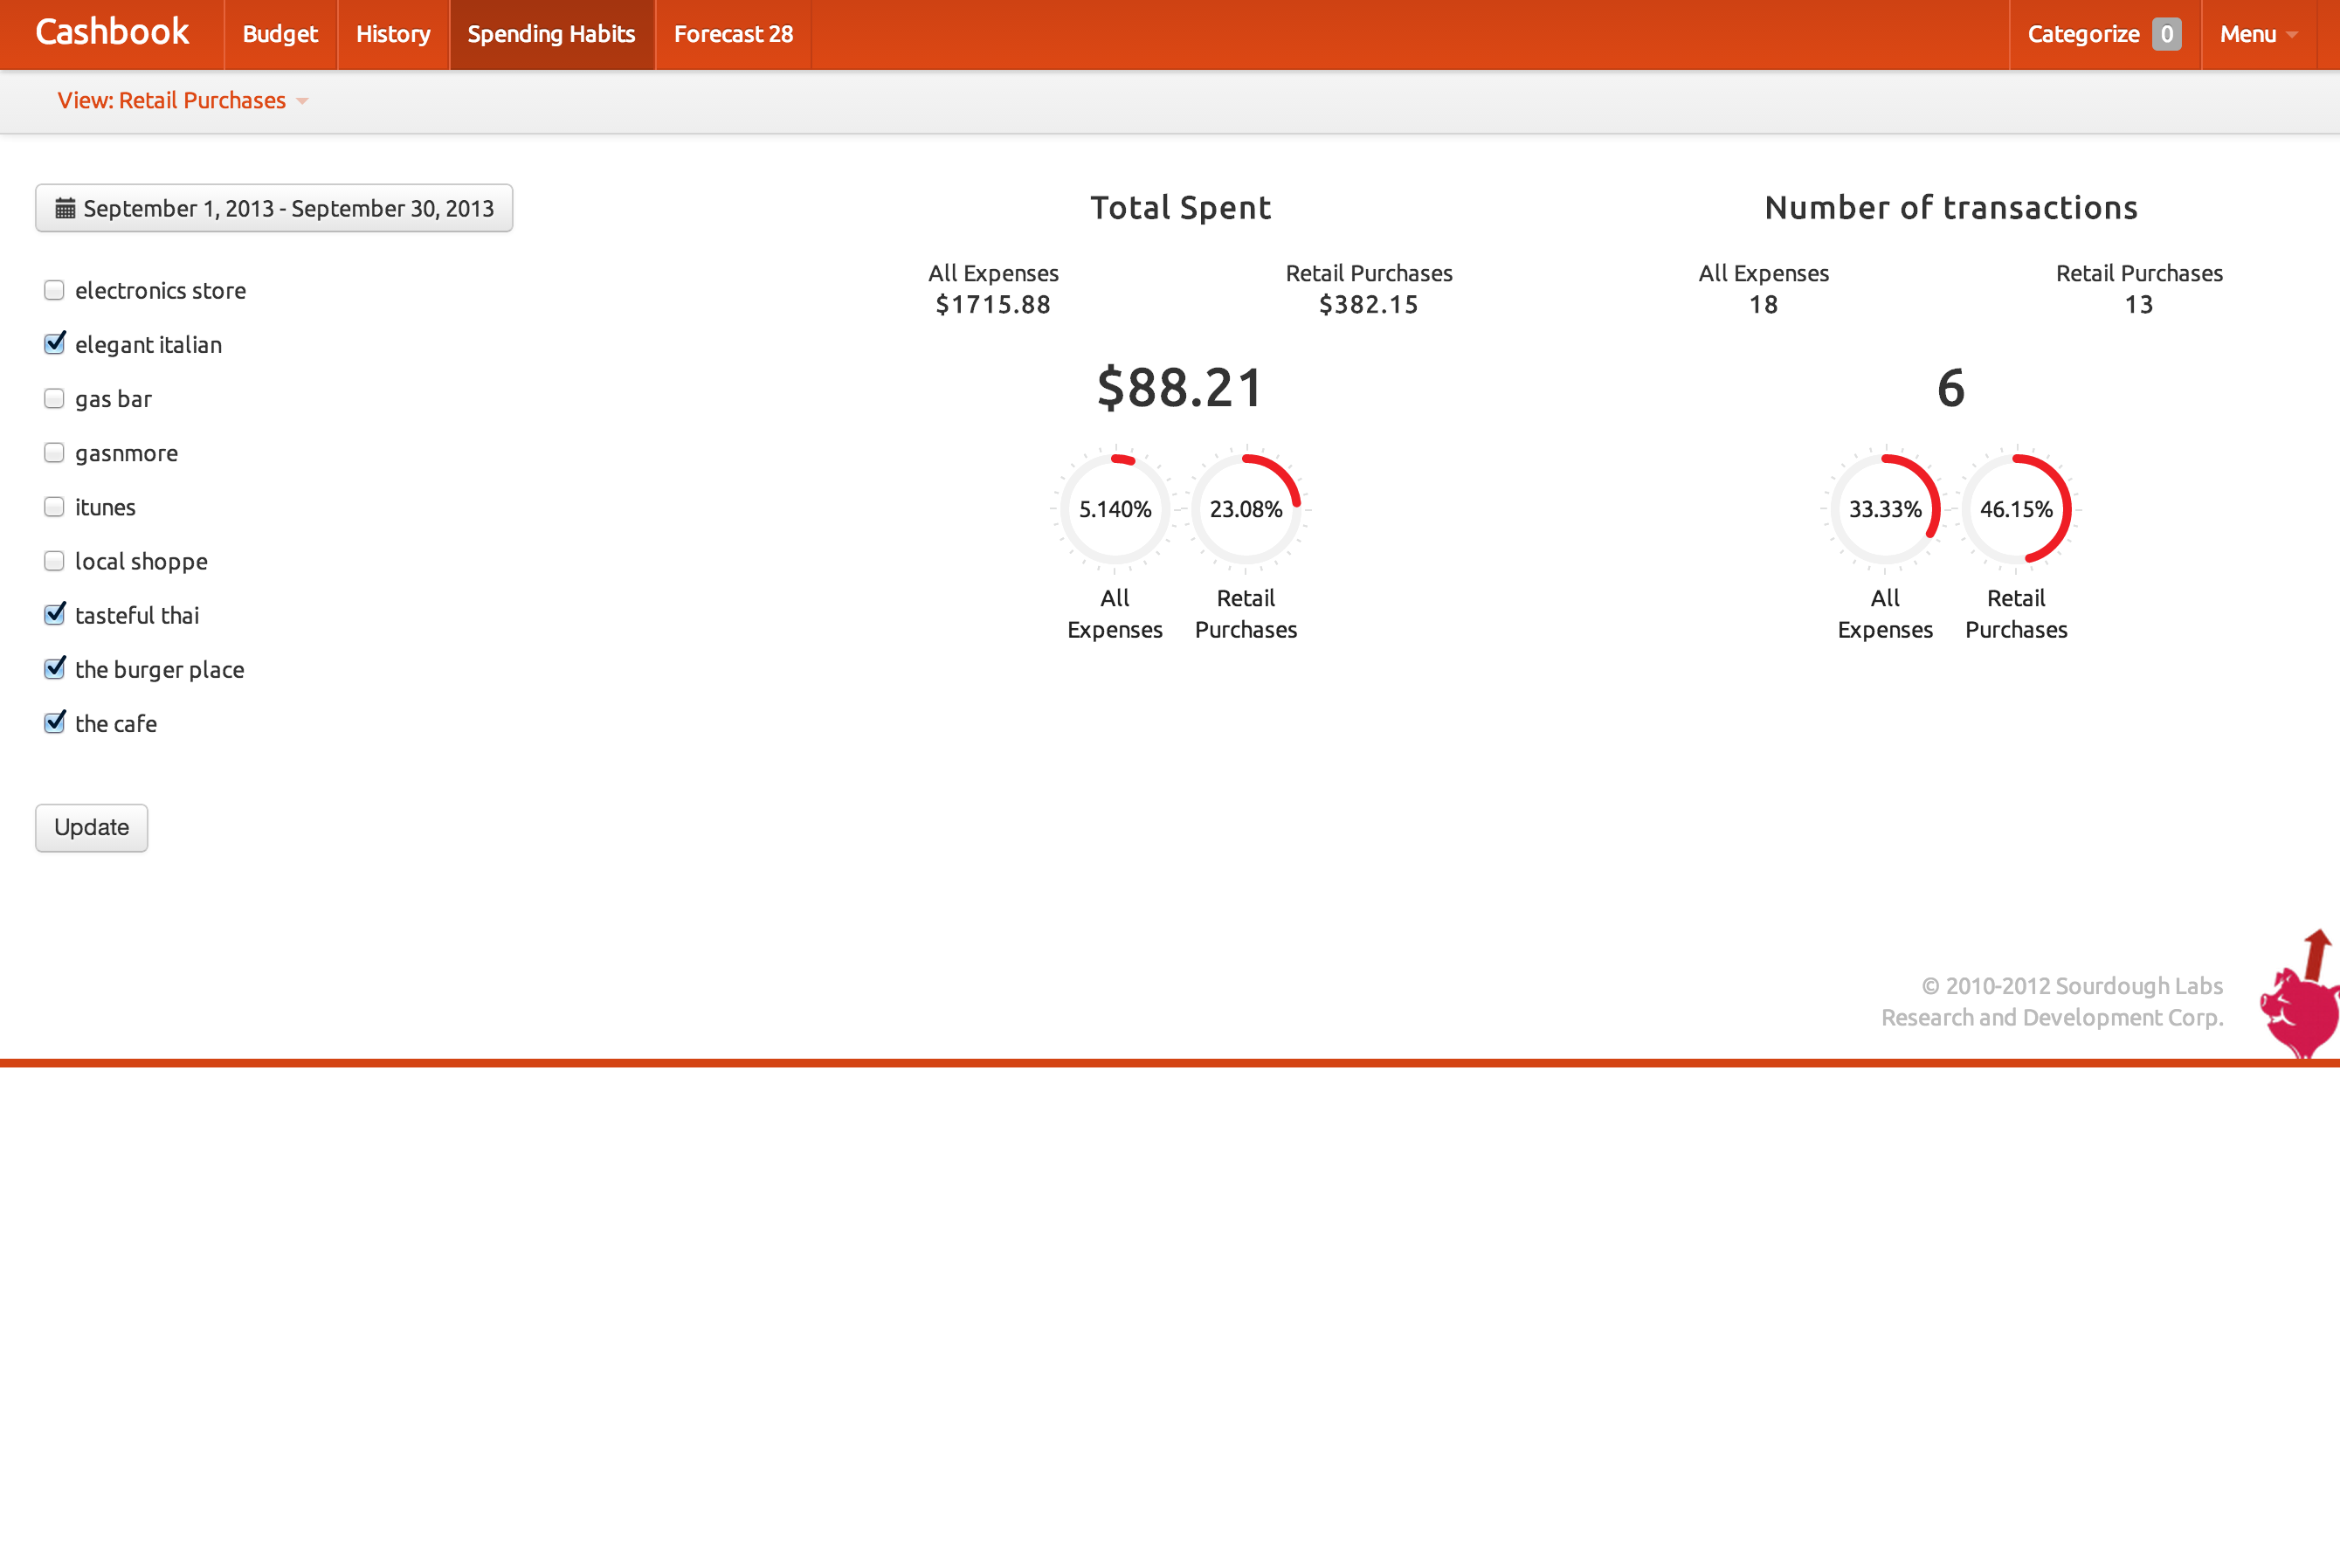 Cashbook
Budget
History
Spending Habits
Forecast 28
Categorize 0
Menu
View: Retail Purchases
September 1, 2013 - September 30, 2013
electronics store
elegant italian
gas bar
gasnmore
itunes
local shoppe
tasteful thai
the burger place
the cafe
Update
Total Spent
All Expenses
$1715.88
Retail Purchases
$382.15
$88.21
5.140%
All
Expenses
23.08%
Retail
Purchases
Number of transactions
All Expenses
18
Retail Purchases
13
6
33.33%
All
Expenses
46.15%
Retail
Purchases
© 2010-2012 Sourdough Labs
Research and Development Corp.